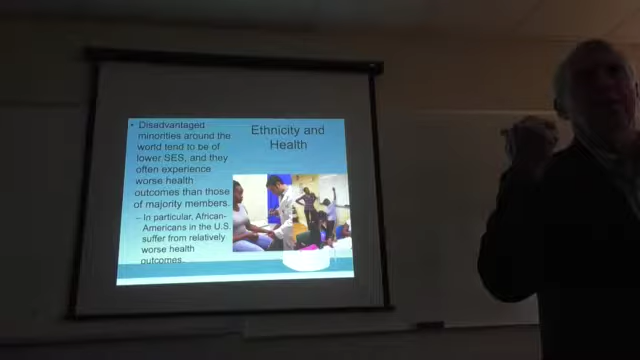 • Disadvantaged
minorities around the
world tend to be of
lower SES, and they
often experience
worse health
outcomes than those
of majority members.
– In particular, African-
Americans in the U.S.
suffer from relatively
worse health
outcomes.
Ethnicity and
Health